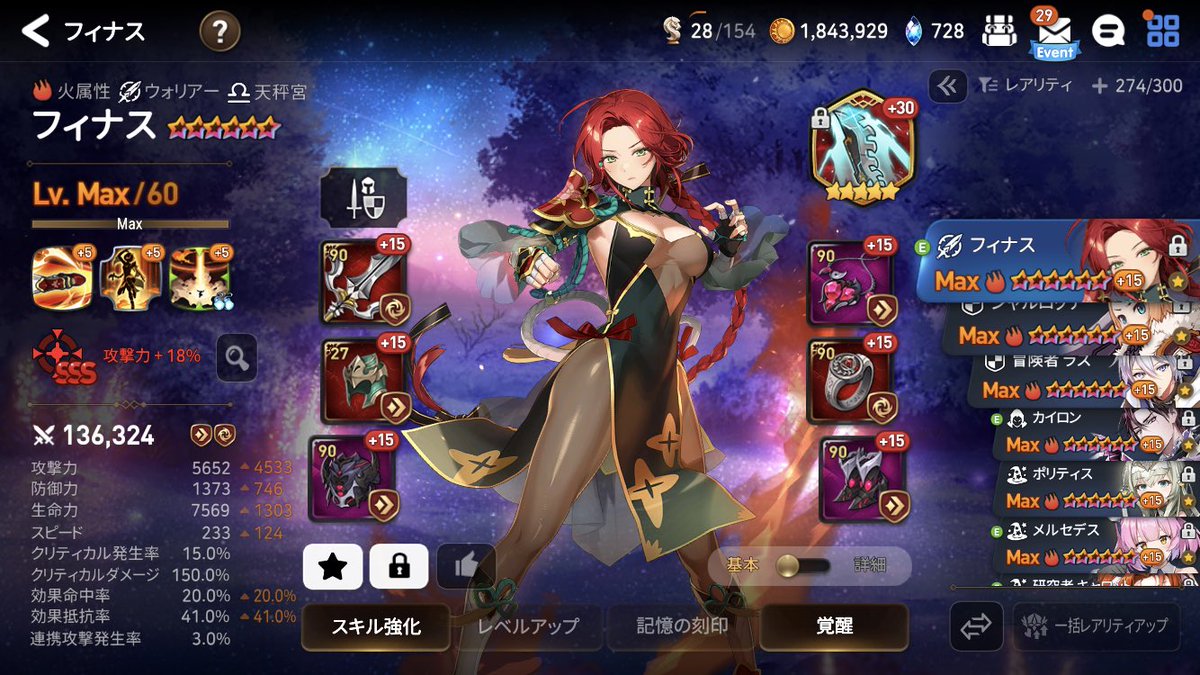 フィナス
?
28/154
1,843,929
728
29
Event
火属性 ウォリアー 天秤宮
フィナス
Lv. Max/60
Max
+5
+5
+5
SSS
攻撃力 + 18%
136,324
攻撃力 5652 4533
防御力 1373 746
生命力 7569 1303
スピード 233 124
クリティカル発生率 15.0%
クリティカルダメージ 150.0%
効果命中率 20.0% 20.0%
効果抵抗率 41.0% 41.0%
連携攻撃発生率 3.0%
90 +15
27 +15
90 +15
+30
90 +15
90 +15
90 +15
基本 詳細
スキル強化
レベルアップ
記憶の刻印
覚醒
レアリティ
+ 274/300
E フィナス
Max +15
シャルロッテ
Max +15
冒険者 ラス
Max +15
E カイロン
Max +15
ポリティス
Max +15
E メルセデス
Max +15
E 研究者 キャロット
一括レアリティアップ